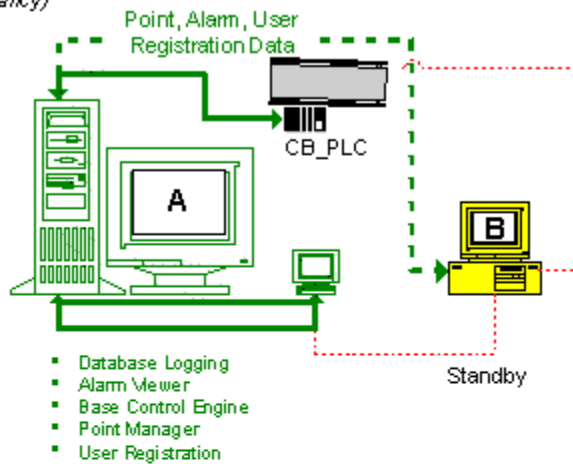 Point, Alarm, User
Registration Data
CB_PLC
A
B
Standby
Database Logging
Alarm Viewer
Base Control Engine
Point Manager
User Registration